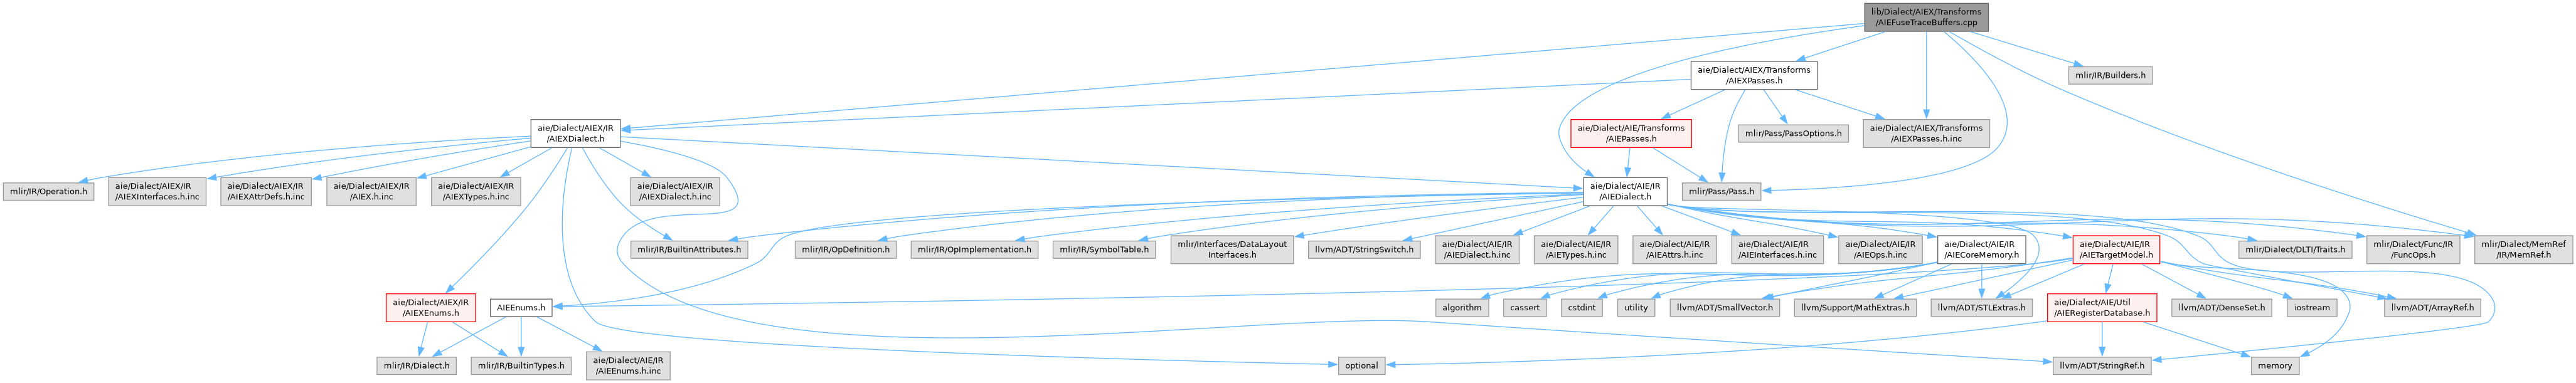 lib/Dialect/AIEX/Transforms
/AIEFuseTraceBuffers.cpp
aie/Dialect/AIEX/Transforms
/AIEXPasses.h
mlir/IR/Builders.h
aie/Dialect/AIEX/IR
/AIEXDialect.h
aie/Dialect/AIE/Transforms
/AIEPasses.h
mlir/Pass/PassOptions.h
aie/Dialect/AIEX/Transforms
/AIEXPasses.h.inc
mlir/IR/Operation.h
aie/Dialect/AIEX/IR
/AIEXInterfaces.h.inc
aie/Dialect/AIEX/IR
/AIEXAttrDefs.h.inc
aie/Dialect/AIEX/IR
/AIEX.h.inc
aie/Dialect/AIEX/IR
/AIEXTypes.h.inc
aie/Dialect/AIEX/IR
/AIEXDialect.h.inc
aie/Dialect/AIE/IR
/AIEDialect.h
mlir/Pass/Pass.h
mlir/IR/BuiltinAttributes.h
mlir/IR/OpDefinition.h
mlir/IR/OpImplementation.h
mlir/IR/SymbolTable.h
mlir/Interfaces/DataLayout
Interfaces.h
llvm/ADT/StringSwitch.h
aie/Dialect/AIE/IR
/AIEDialect.h.inc
aie/Dialect/AIE/IR
/AIETypes.h.inc
aie/Dialect/AIE/IR
/AIEAttrs.h.inc
aie/Dialect/AIE/IR
/AIEInterfaces.h.inc
aie/Dialect/AIE/IR
/AIEOps.h.inc
aie/Dialect/AIE/IR
/AIECoreMemory.h
aie/Dialect/AIE/IR
/AIETargetModel.h
mlir/Dialect/DLTI/Traits.h
mlir/Dialect/Func/IR
/FuncOps.h
mlir/Dialect/MemRef
/IR/MemRef.h
aie/Dialect/AIEX/IR
/AIEXEnums.h
AIEEnums.h
algorithm
cassert
cstdint
utility
llvm/ADT/SmallVector.h
llvm/Support/MathExtras.h
llvm/ADT/STLExtras.h
aie/Dialect/AIE/Util
/AIERegisterDatabase.h
llvm/ADT/DenseSet.h
iostream
llvm/ADT/ArrayRef.h
mlir/IR/Dialect.h
mlir/IR/BuiltinTypes.h
aie/Dialect/AIE/IR
/AIEEnums.h.inc
optional
llvm/ADT/StringRef.h
memory